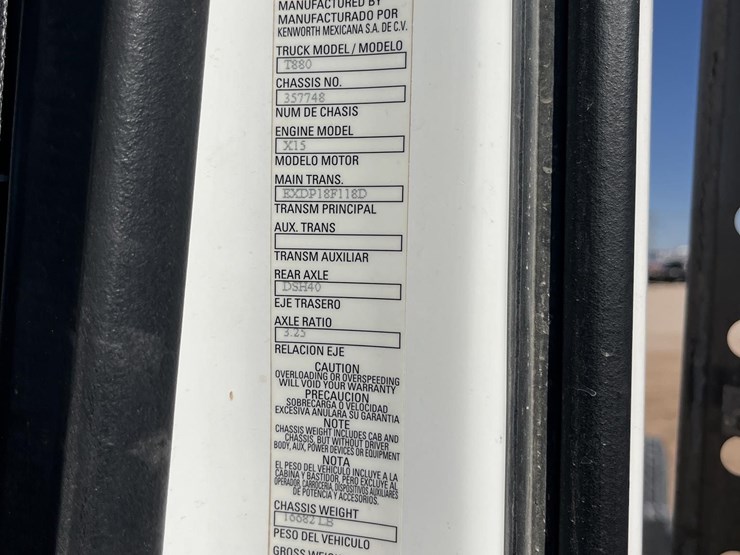 MANUFACTURED BY
MANUFACTURADO POR
KENWORTH MEXICANA S.A. DE C.V.
TRUCK MODEL / MODELO
T880
CHASSIS NO.
357748
NUM DE CHASIS
ENGINE MODEL
X15
MODELO MOTOR
MAIN TRANS.
EXDP18F118D
TRANSM PRINCIPAL
AUX. TRANS
TRANSM AUXILIAR
REAR AXLE
DSH40
EJE TRASERO
AXLE RATIO
3.25
RELACION EJE
CAUTION
OVERLOADING OR OVERSPEEDING
WILL VOID YOUR WARRANTY
PRECAUCION
SOBRECARGA O VELOCIDAD
EXCESIVA ANULARA SU GARANTIA
NOTE
CHASSIS WEIGHT INCLUDES CAB AND
CHASSIS, BUT WITHOUT DRIVER
BODY, AUX, POWER DEVICES OR EQUIPMENT
NOTA
EL PESO DEL VEHICULO INCLUYE A LA
CABINA Y BASTIDOR, PERO EXCLUYE AL
OPERADOR, CARROCERIA, DISPOSITIVOS AUXILIARES
DE POTENCIA Y ACCESORIOS.
CHASSIS WEIGHT
16682 LB
PESO DEL VEHICULO
GROSS WEIG